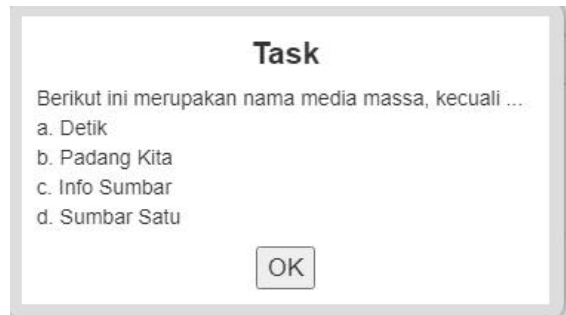 Task
Berikut ini merupakan nama media massa, kecuali ...
a. Detik
b. Padang Kita
c. Info Sumbar
d. Sumbar Satu
OK